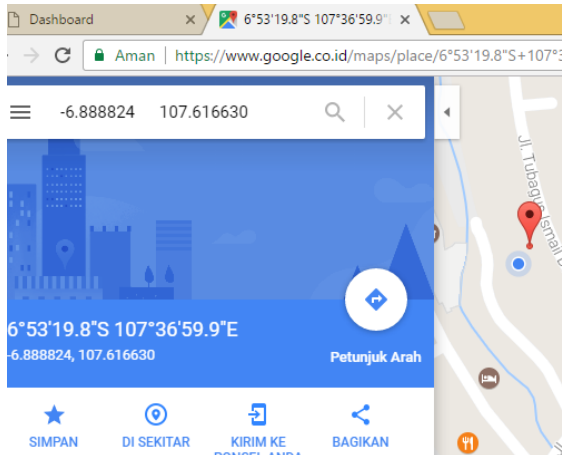 Dashboard
6°53'19.8"S 107°36'59.9"
Aman | https://www.google.co.id/maps/place/6°53'19.8"S+107°3
-6.888824 107.616630
Jl. Tubagus Ismail
6°53'19.8"S 107°36'59.9"E
-6.888824, 107.616630
Petunjuk Arah
SIMPAN
DI SEKITAR
KIRIM KE
PONSEL ANDA
BAGIKAN